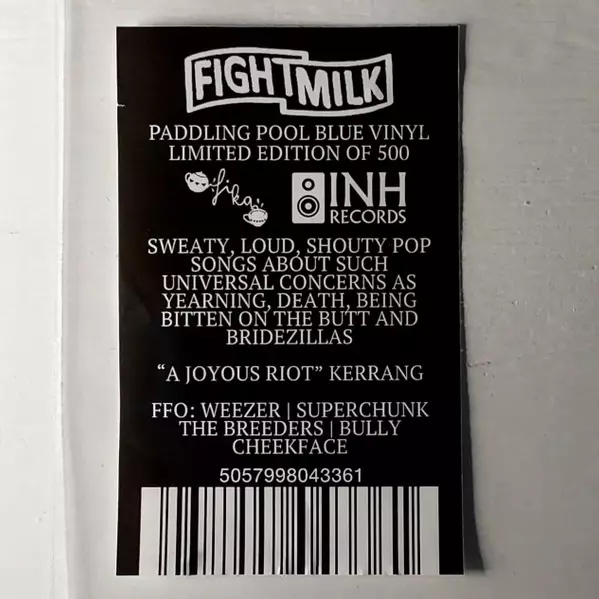 FIGHTMILK
PADDLING POOL BLUE VINYL
LIMITED EDITION OF 500
fika
INH
RECORDS
SWEATY, LOUD, SHOUTY POP
SONGS ABOUT SUCH
UNIVERSAL CONCERNS AS
YEARNING, DEATH, BEING
BITTEN ON THE BUTT AND
BRIDEZILLAS
“A JOYOUS RIOT” KERRANG
FFO: WEEZER | SUPERCHUNK
THE BREEDERS | BULLY
CHEEKFACE
5057998043361